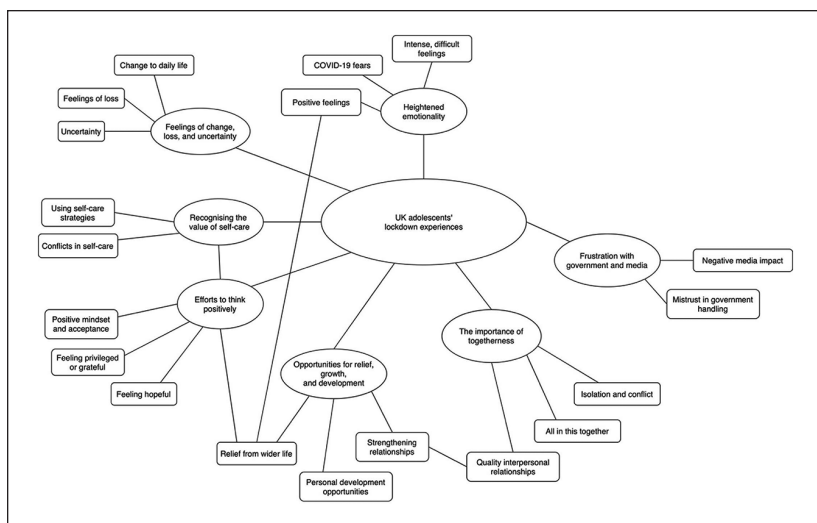 Intense, difficult
feelings
COVID-19 fears
Change to daily life
Positive feelings
Heightened
emotionality
Feelings of loss
Uncertainty
Feelings of change,
loss, and uncertainty
Using self-care
strategies
Conflicts in self-care
Recognising the
value of self-care
UK adolescents'
lockdown experiences
Frustration with
government and media
Negative media impact
Mistrust in government
handling
Efforts to think
positively
Positive mindset
and acceptance
Feeling privileged
or grateful
Feeling hopeful
The importance of
togetherness
Opportunities for relief,
growth,
and development
Isolation and conflict
All in this together
Relief from wider life
Strengthening
relationships
Quality interpersonal
relationships
Personal development
opportunities